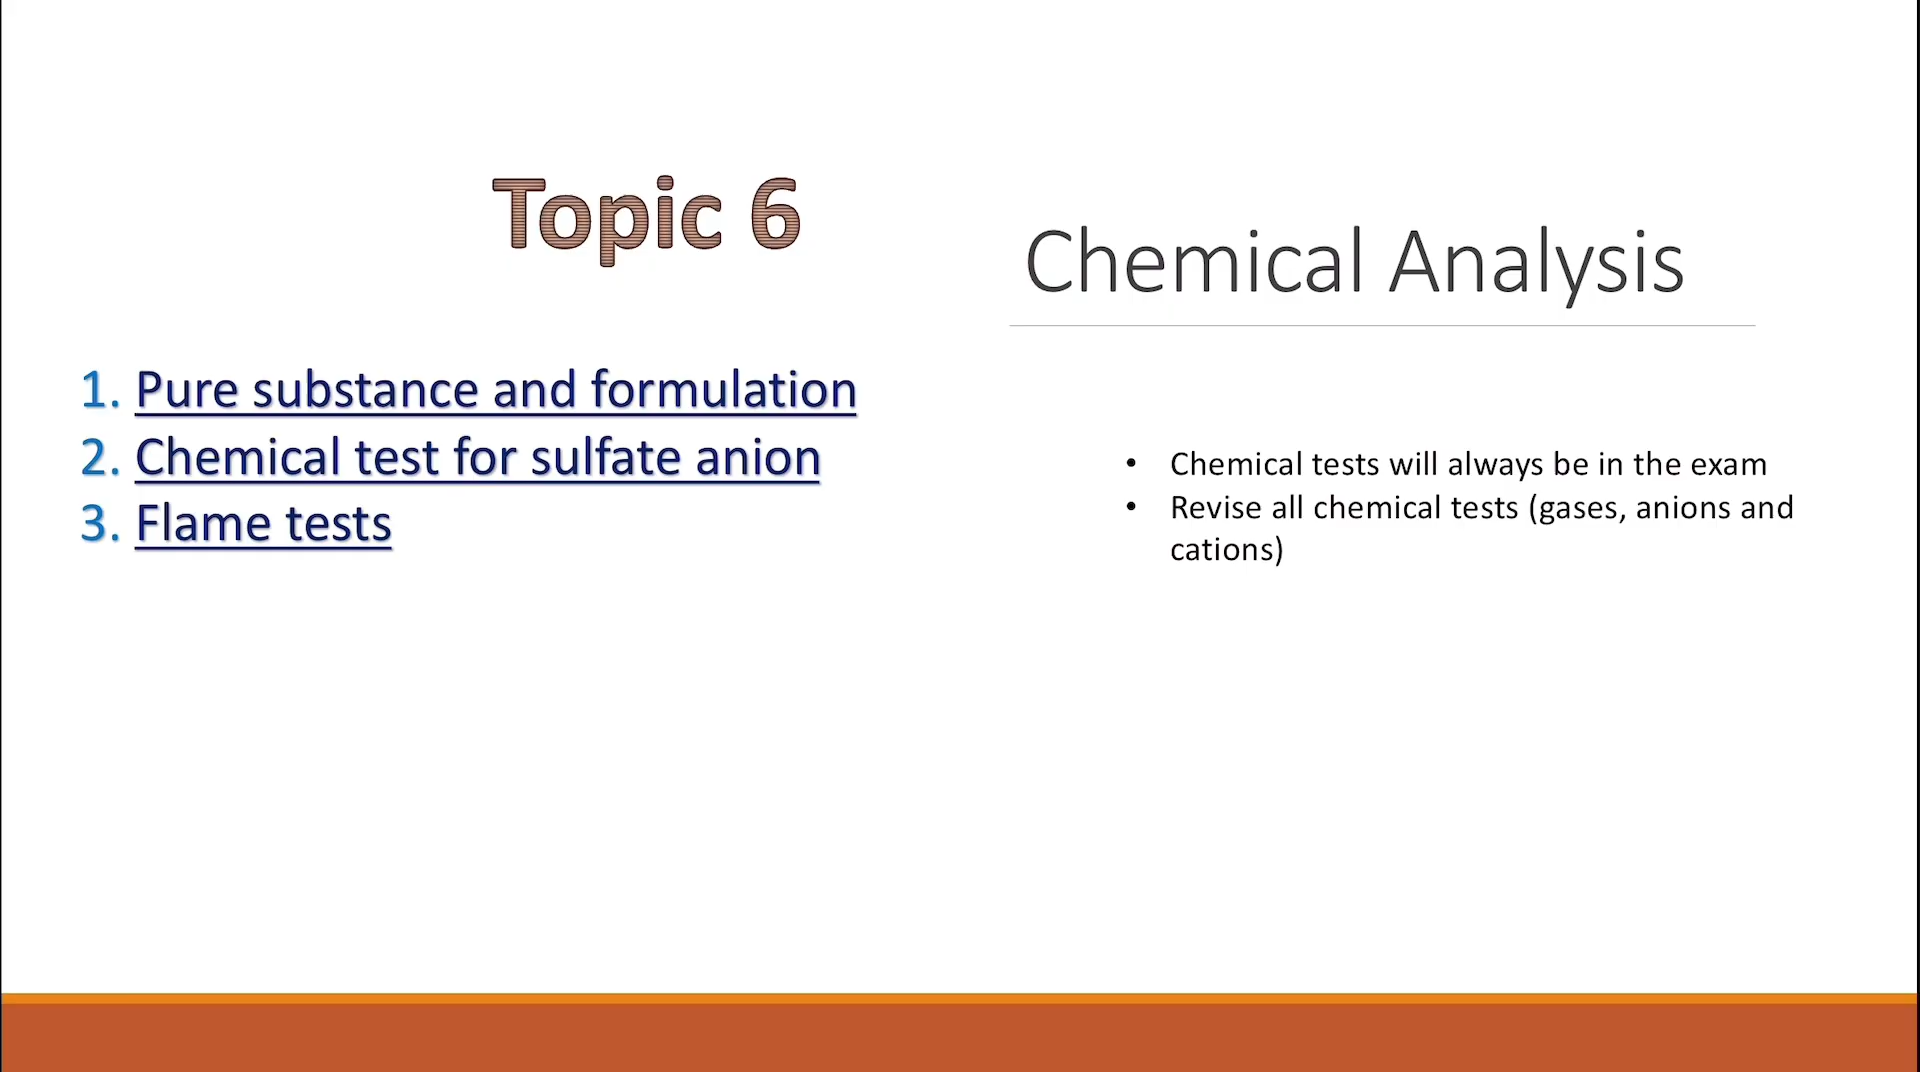 Topic 6
1. Pure substance and formulation
2. Chemical test for sulfate anion
3. Flame tests
Chemical Analysis
• Chemical tests will always be in the exam
• Revise all chemical tests (gases, anions and
cations)